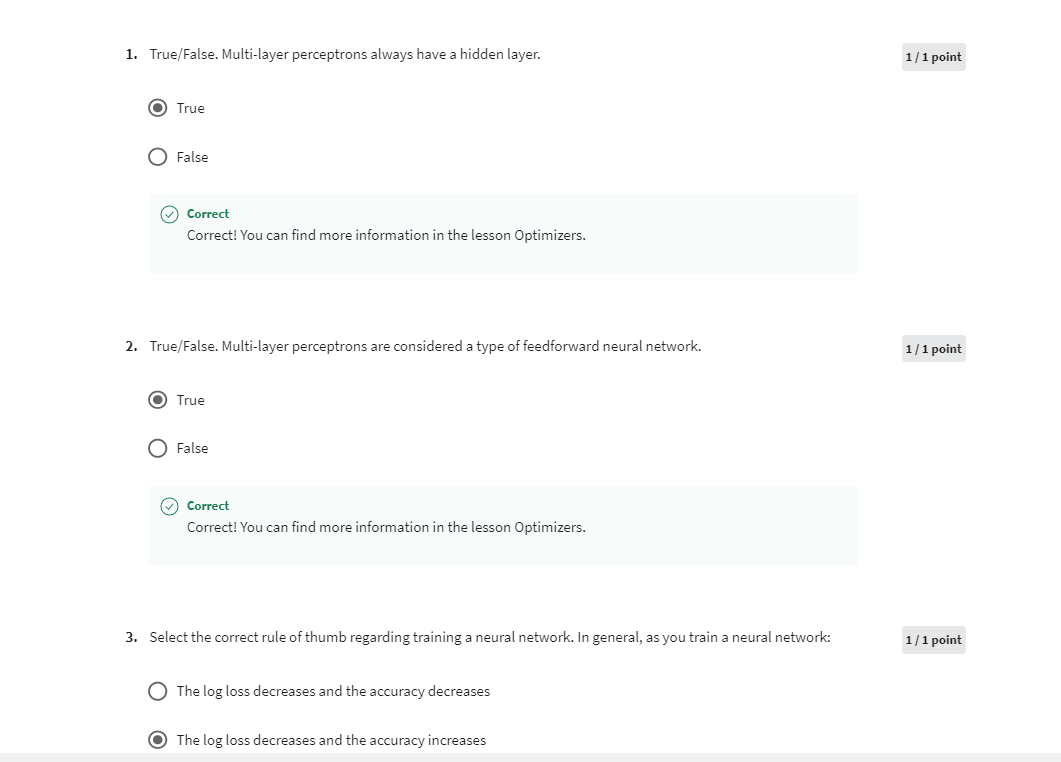 1. True/False. Multi-layer perceptrons always have a hidden layer.
1 / 1 point
True
False
Correct
Correct! You can find more information in the lesson Optimizers.
2. True/False. Multi-layer perceptrons are considered a type of feedforward neural network.
1 / 1 point
True
False
Correct
Correct! You can find more information in the lesson Optimizers.
3. Select the correct rule of thumb regarding training a neural network. In general, as you train a neural network:
1 / 1 point
The log loss decreases and the accuracy decreases
The log loss decreases and the accuracy increases